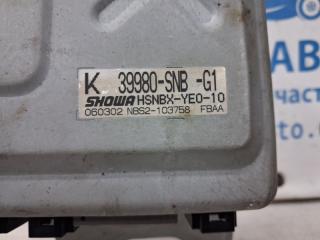 K 39980-SNB -G1
SHOWA HSNBX-YE0-10
060302 NBS2-103758 FBAA